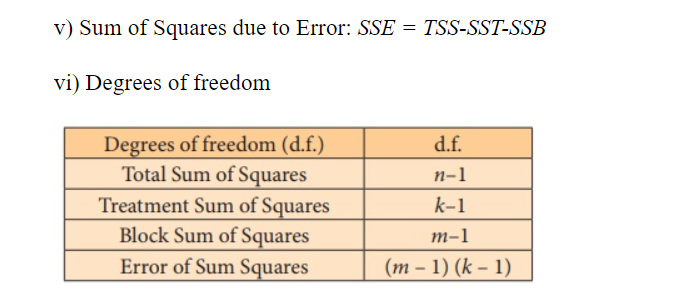 v) Sum of Squares due to Error: SSE = TSS-SST-SSB
vi) Degrees of freedom
Degrees of freedom (d.f.) d.f.
Total Sum of Squares n–1
Treatment Sum of Squares k–1
Block Sum of Squares m–1
Error of Sum Squares (m – 1) (k – 1)